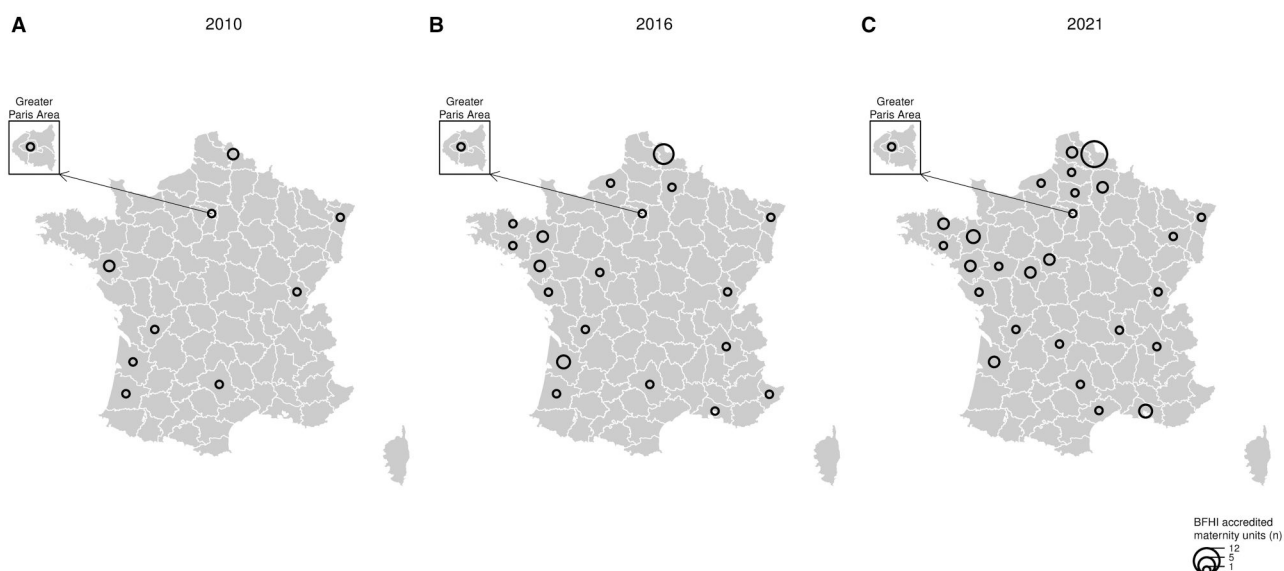 A
2010
B
2016
C
2021
Greater
Paris Area
Greater
Paris Area
Greater
Paris Area
BFHI accredited
maternity units (n)
12
5
1